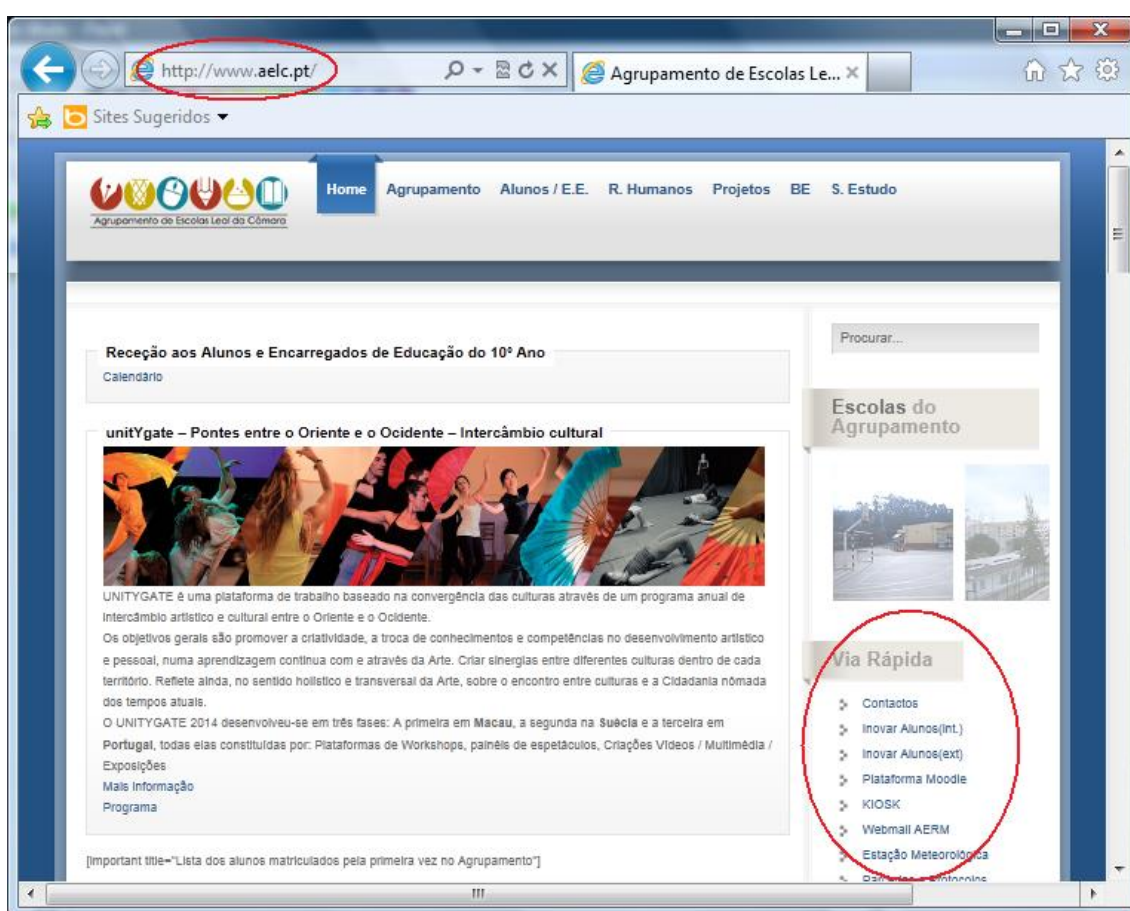 http://www.aelc.pt/
Agrupamento de Escolas Le...
Sites Sugeridos
Agrupamento de Escolas Leal da Câmara
Home Agrupamento Alunos / E.E. R. Humanos Projetos BE S. Estudo
Receção aos Alunos e Encarregados de Educação do 10º Ano
Calendário
unitYgate – Pontes entre o Oriente e o Ocidente – Intercâmbio cultural
UNITYGATE é uma plataforma de trabalho baseado na convergência das culturas através de um programa anual de
intercâmbio artístico e cultural entre o Oriente e o Ocidente.
Os objetivos gerais são promover a criatividade, a troca de conhecimentos e competências no desenvolvimento artístico
e pessoal, numa aprendizagem contínua com e através da Arte. Criar sinergias entre diferentes culturas dentro de cada
território. Reflete ainda, no sentido holístico e transversal da Arte, sobre o encontro entre culturas e a Cidadania nómada
dos tempos atuais.
O UNITYGATE 2014 desenvolveu-se em três fases: A primeira em Macau, a segunda na Suécia e a terceira em
Portugal, todas elas constituídas por: Plataformas de Workshops, painéis de espetáculos, Criações Vídeos / Multimédia /
Exposições
Mais informação
Programa
[important title="Lista dos alunos matriculados pela primeira vez no Agrupamento"]
Procurar...
Escolas do
Agrupamento
Via Rápida
Contactos
Inovar Alunos(int.)
Inovar Alunos(ext)
Plataforma Moodle
KIOSK
Webmail AERM
Estação Meteorológica
Parcerias e Protocolos